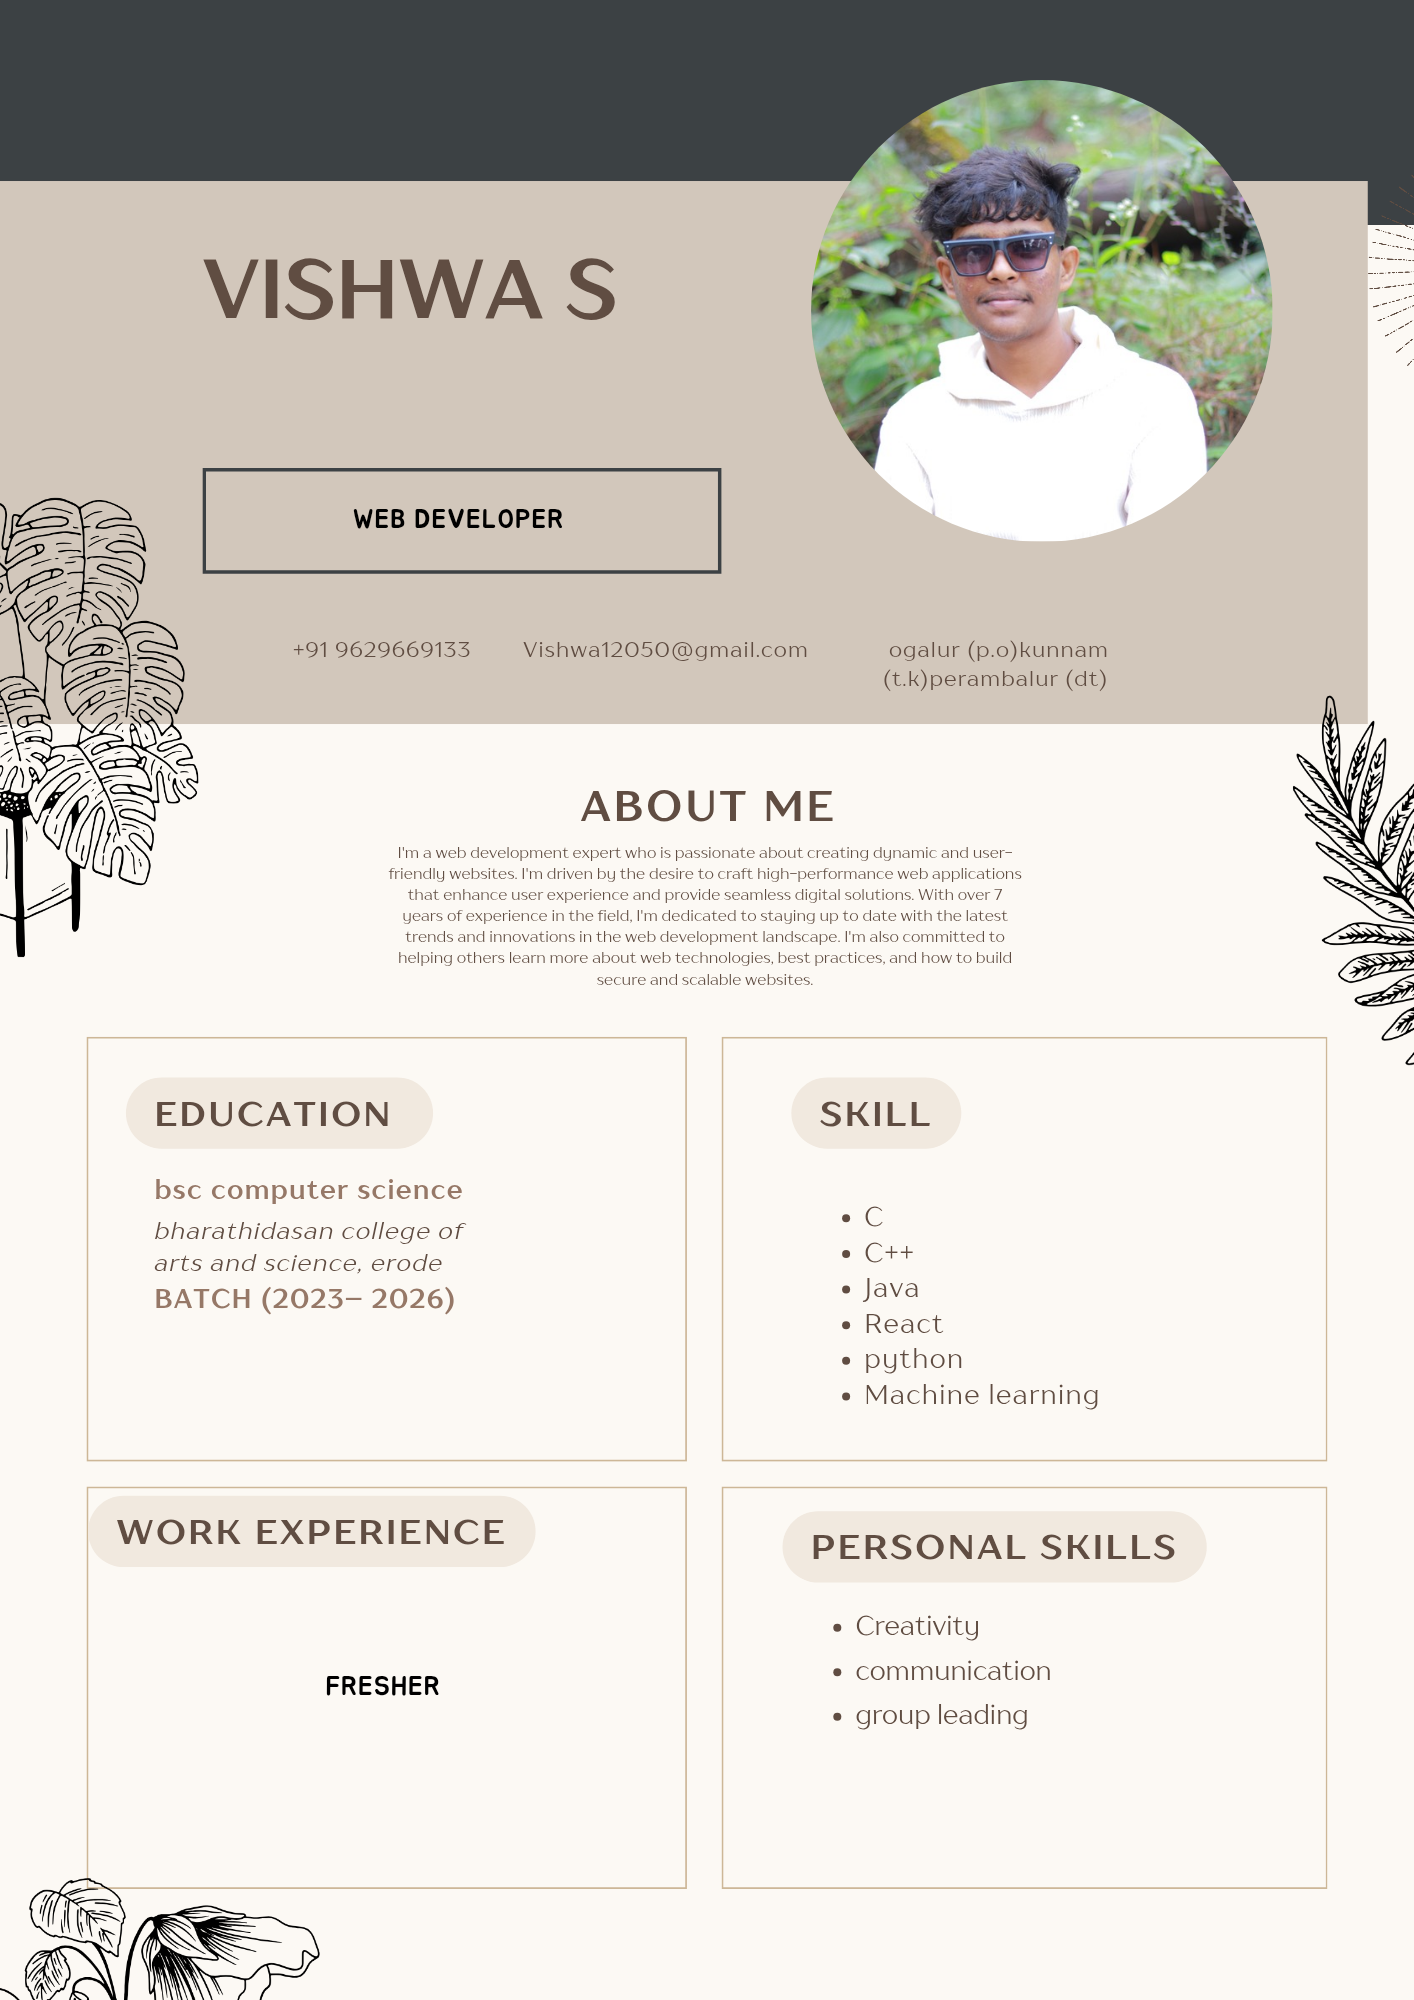 VISHWA S
WEB DEVELOPER
+91 9629669133
Vishwa12050@gmail.com
ogalur (p.o)kunnam
(t.k)perambalur (dt)
ABOUT ME
I'm a web development expert who is passionate about creating dynamic and user-
friendly websites. I'm driven by the desire to craft high-performance web applications
that enhance user experience and provide seamless digital solutions. With over 7
years of experience in the field, I'm dedicated to staying up to date with the latest
trends and innovations in the web development landscape. I'm also committed to
helping others learn more about web technologies, best practices, and how to build
secure and scalable websites.
EDUCATION
bsc computer science
bharathidasan college of
arts and science, erode
BATCH (2023– 2026)
SKILL
• C
• C++
• Java
• React
• python
• Machine learning
WORK EXPERIENCE
FRESHER
PERSONAL SKILLS
• Creativity
• communication
• group leading